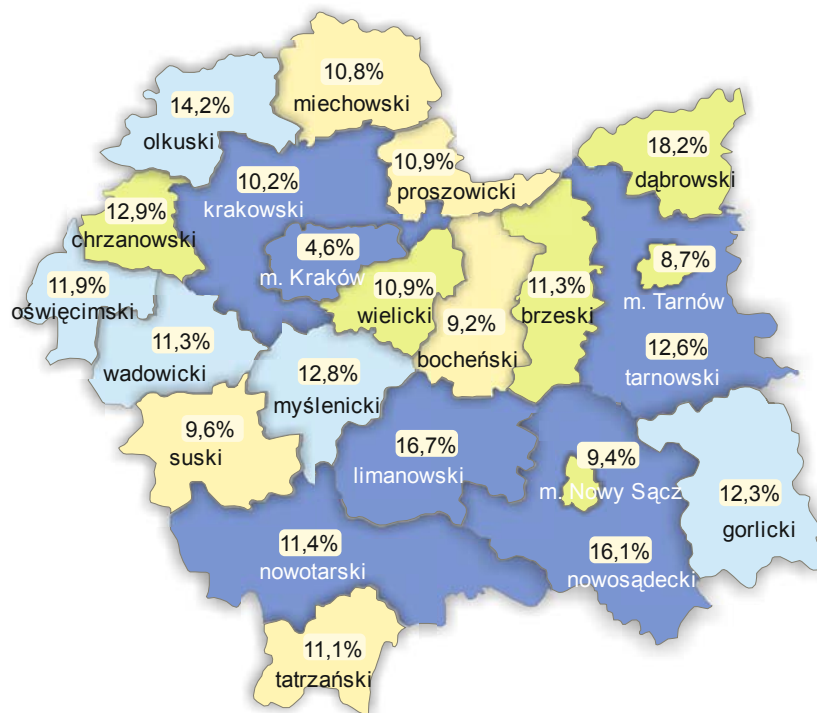 10,8%
miechowski
14,2%
olkuski
18,2%
dąbrowski
10,9%
proszowicki
10,2%
krakowski
12,9%
chrzanowski
4,6%
m. Kraków
8,7%
m. Tarnów
11,9%
oświęcimski
10,9%
wielicki
11,3%
brzeski
9,2%
bocheński
11,3%
wadowicki
12,6%
tarnowski
12,8%
myślenicki
9,6%
suski
16,7%
limanowski
9,4%
m. Nowy Sącz
12,3%
gorlicki
11,4%
nowotarski
16,1%
nowosądecki
11,1%
tatrzański